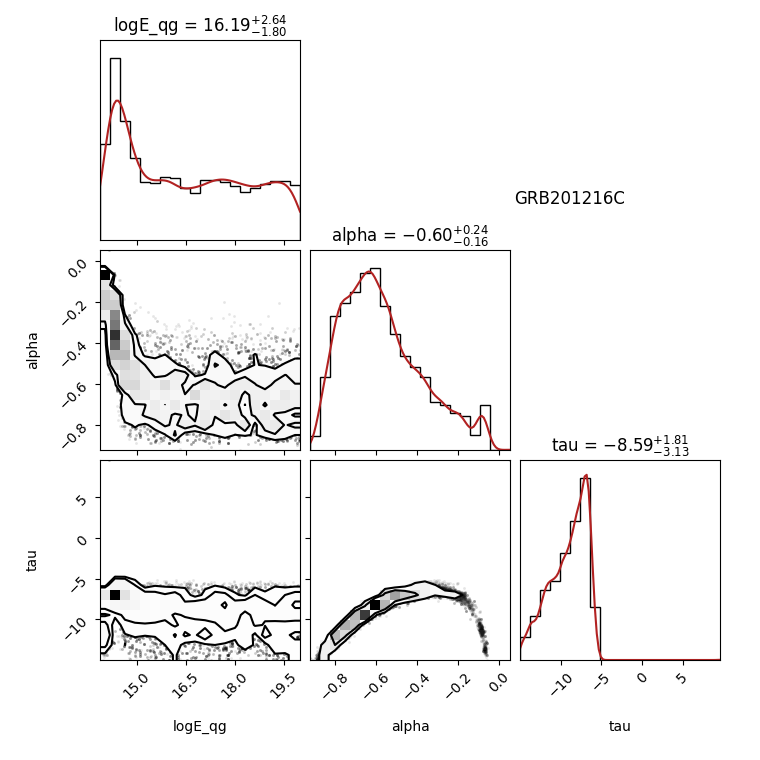 logE_qg = 16.19^{+2.64}_{-1.80}
GRB201216C
alpha = −0.60^{+0.24}_{-0.16}
0.0
−0.2
−0.4
−0.6
−0.8
alpha
tau = −8.59^{+1.81}_{-3.13}
5
0
−5
−10
tau
15.0 16.5 18.0 19.5
−0.8 −0.6 −0.4 −0.2 0.0
−10 −5 0 5
logE_qg alpha tau